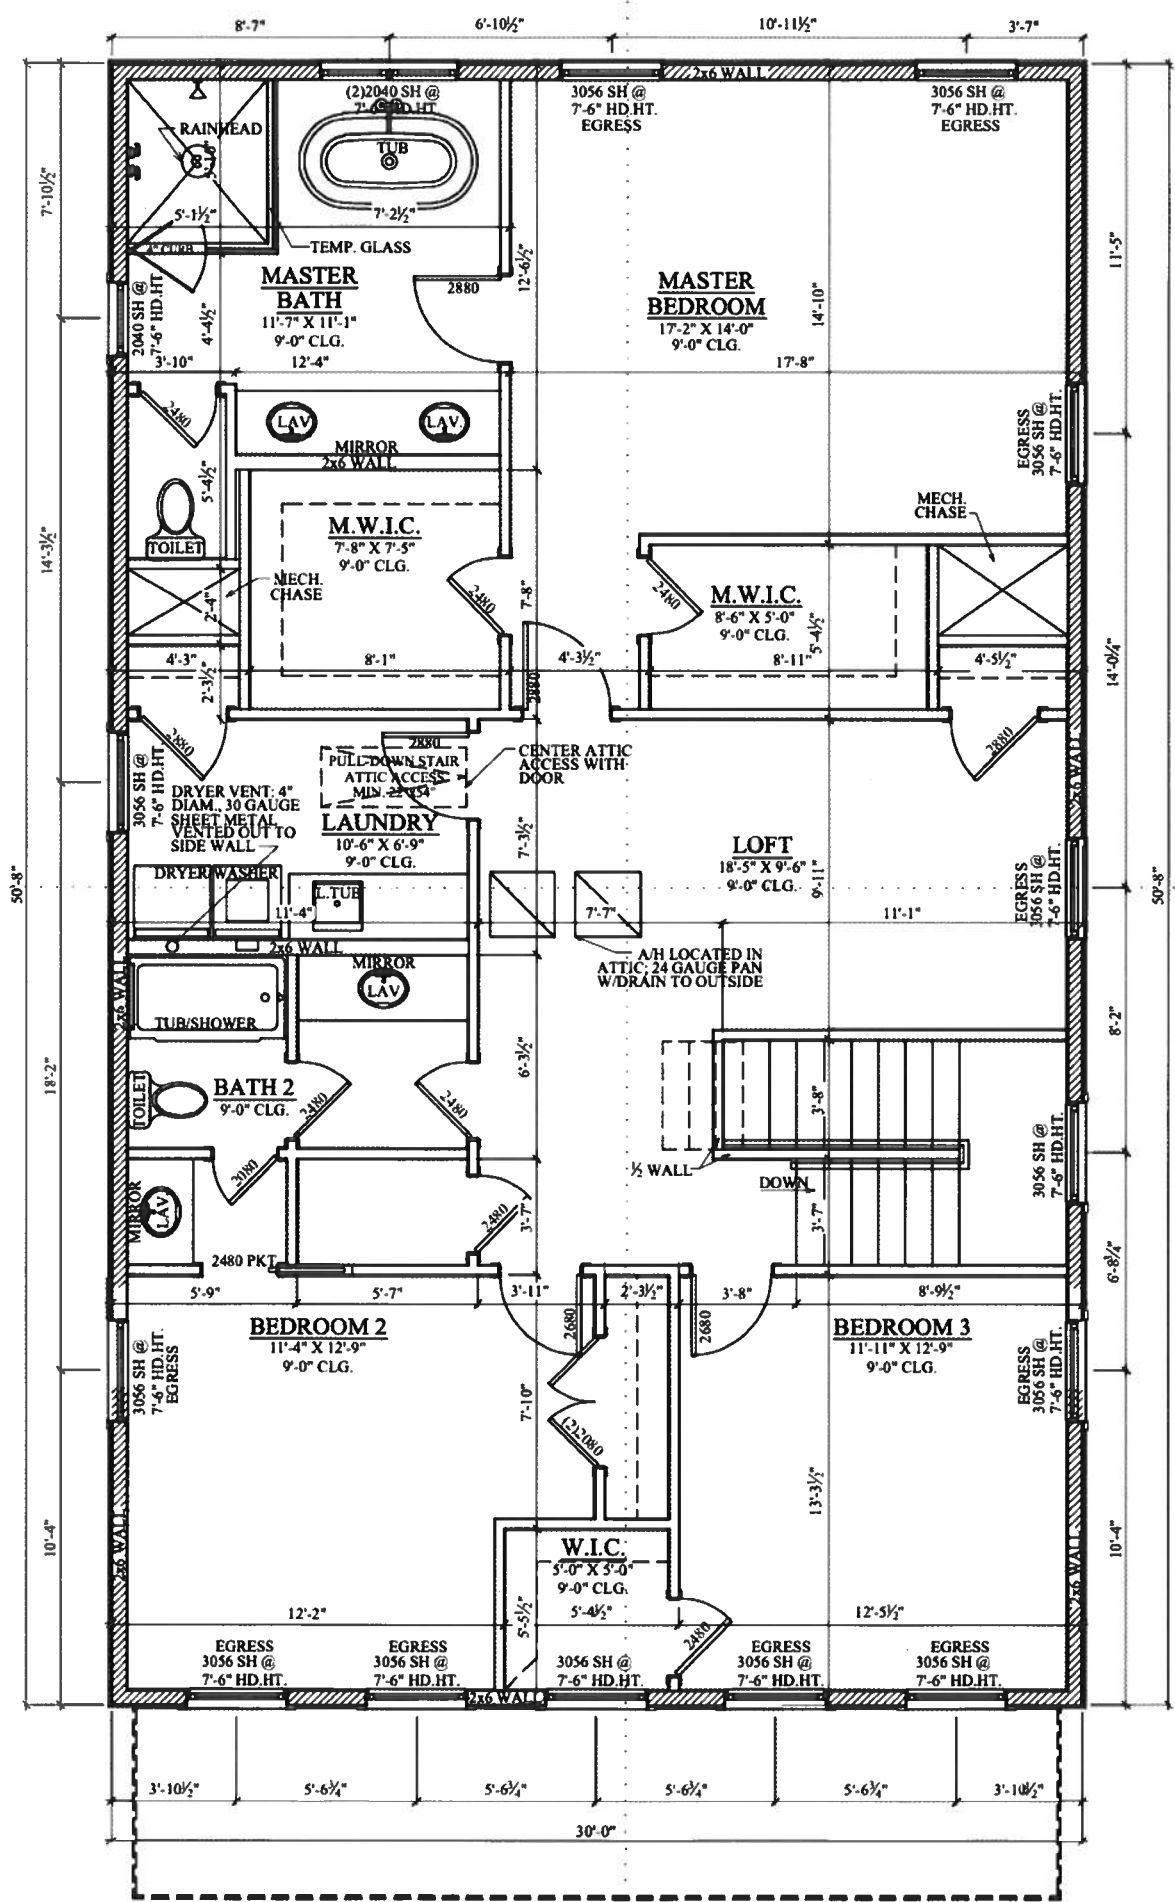 8'-7"
6'-10½"
10'-11½"
3'-7"
2x6 WALL
(2)2040 SH @
7'-6" HD.HT.
3056 SH @
7'-6" HD.HT.
EGRESS
3056 SH @
7'-6" HD.HT.
EGRESS
RAINHEAD
TUB
5'-1½"
7'-2½"
4" CURB
TEMP. GLASS
7'-10½"
11'-5"
MASTER
BATH
11'-7" X 11'-1"
9'-0" CLG.
2880
12'-6½"
MASTER
BEDROOM
17'-2" X 14'-0"
9'-0" CLG.
14'-10"
2040 SH @
7'-6" HD.HT.
4'-4½"
3'-10"
12'-4"
17'-8"
2480
LAV
LAV.
MIRROR
2x6 WALL
5'-4½"
EGRESS
3056 SH @
7'-6" HD.HT.
M.W.I.C.
7'-8" X 7'-5"
9'-0" CLG.
MECH.
CHASE
TOILET
14'-3½"
MECH.
CHASE
2'-4"
2480
7'-8"
2480
M.W.I.C.
8'-6" X 5'-0"
9'-0" CLG.
5'-4½"
4'-3"
8'-1"
4'-3½"
8'-11"
4'-5½"
14'-0¼"
2'-3½"
2880
2880
2880
2880
PULL-DOWN STAIR
ATTIC ACCESS
MIN. 22"x54"
CENTER ATTIC
ACCESS WITH
DOOR
2x6 WALL
3056 SH @
7'-6" HD.HT.
DRYER VENT: 4"
DIAM., 30 GAUGE
SHEET METAL
VENTED OUT TO
SIDE WALL
LAUNDRY
10'-6" X 6'-9"
9'-0" CLG.
7'-3½"
LOFT
18'-5" X 9'-6"
9'-0" CLG.
9'-11"
DRYER
WASHER
L.TUB
50'-8"
50'-8"
EGRESS
3056 SH @
7'-6" HD.HT.
11'-4"
7'-7"
11'-1"
2x6 WALL
MIRROR
LAV
A/H LOCATED IN
ATTIC; 24 GAUGE PAN
W/DRAIN TO OUTSIDE
2x6 WALL
TUB/SHOWER
8'-2"
18'-2"
6'-3½"
TOILET
BATH 2
9'-0" CLG.
2480
2480
3'-8"
½ WALL
DOWN
3056 SH @
7'-6" HD.HT.
2080
MIRROR
LAV
2480
3'-7"
3'-7"
2480 PKT.
6'-8¾"
5'-9"
5'-7"
3'-11"
2'-3½"
3'-8"
8'-9½"
2680
2680
BEDROOM 2
11'-4" X 12'-9"
9'-0" CLG.
BEDROOM 3
11'-11" X 12'-9"
9'-0" CLG.
3056 SH @
7'-6" HD.HT.
EGRESS
EGRESS
3056 SH @
7'-6" HD.HT.
7'-10"
(2)2080
13'-3½"
10'-4"
10'-4"
2x6 WALL
2x6 WALL
W.I.C.
5'-0" X 5'-0"
9'-0" CLG.
12'-2"
5'-5½"
5'-4½"
12'-5½"
2480
EGRESS
3056 SH @
7'-6" HD.HT.
EGRESS
3056 SH @
7'-6" HD.HT.
3056 SH @
7'-6" HD.HT.
EGRESS
3056 SH @
7'-6" HD.HT.
EGRESS
3056 SH @
7'-6" HD.HT.
2x6 WALL
3'-10½"
5'-6¾"
5'-6¾"
5'-6¾"
5'-6¾"
3'-10½"
30'-0"